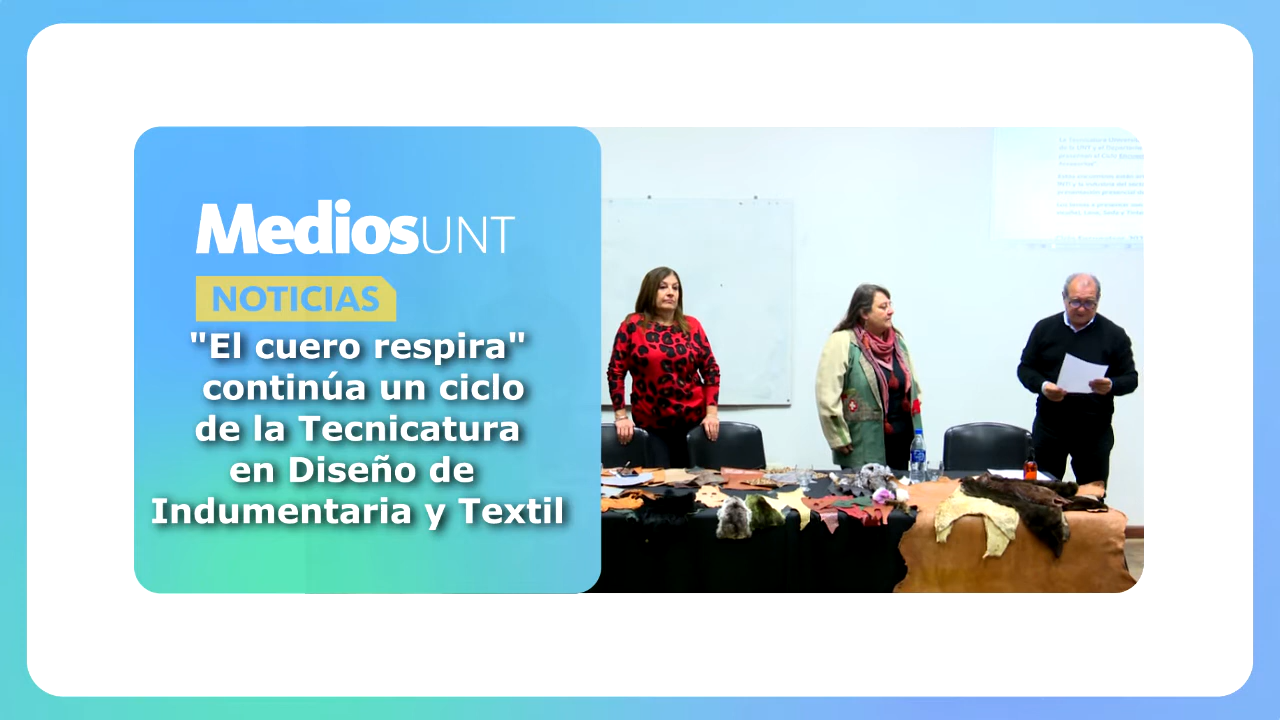 MediosUNT
NOTICIAS
"El cuero respira"
continúa un ciclo
de la Tecnicatura
en Diseño de
Indumentaria y Textil